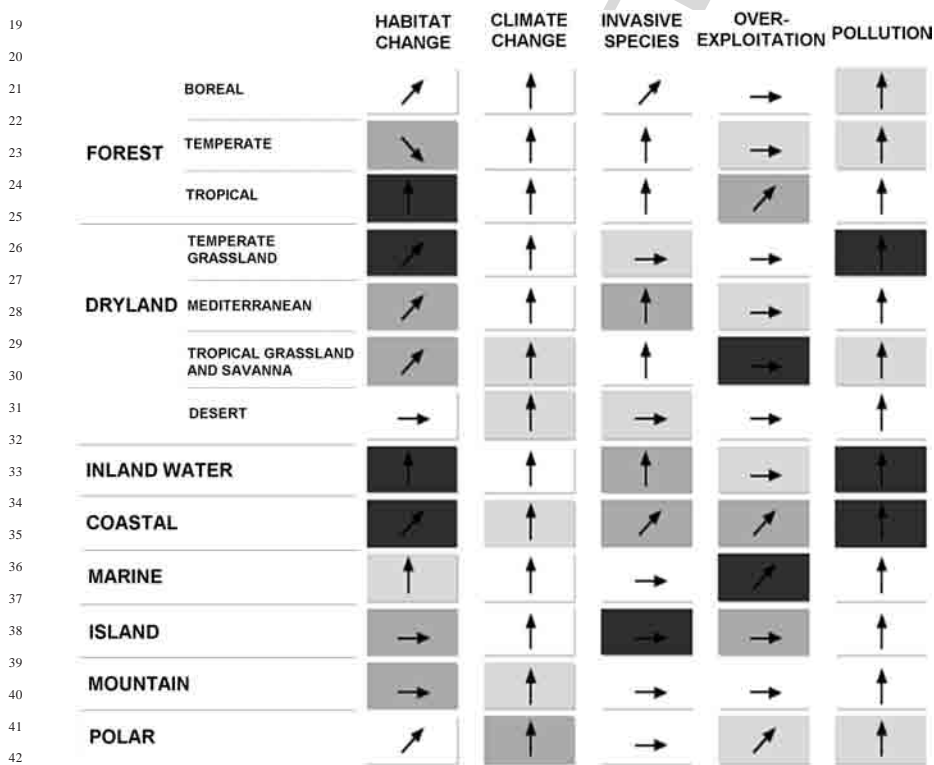 HABITAT CHANGE
CLIMATE CHANGE
INVASIVE SPECIES
OVER-EXPLOITATION
POLLUTION
19
20
21
BOREAL
22
FOREST
TEMPERATE
23
24
TROPICAL
25
26
TEMPERATE
GRASSLAND
27
DRYLAND
MEDITERRANEAN
28
29
TROPICAL GRASSLAND
AND SAVANNA
30
31
DESERT
32
INLAND WATER
33
34
COASTAL
35
36
MARINE
37
ISLAND
38
39
MOUNTAIN
40
41
POLAR
42